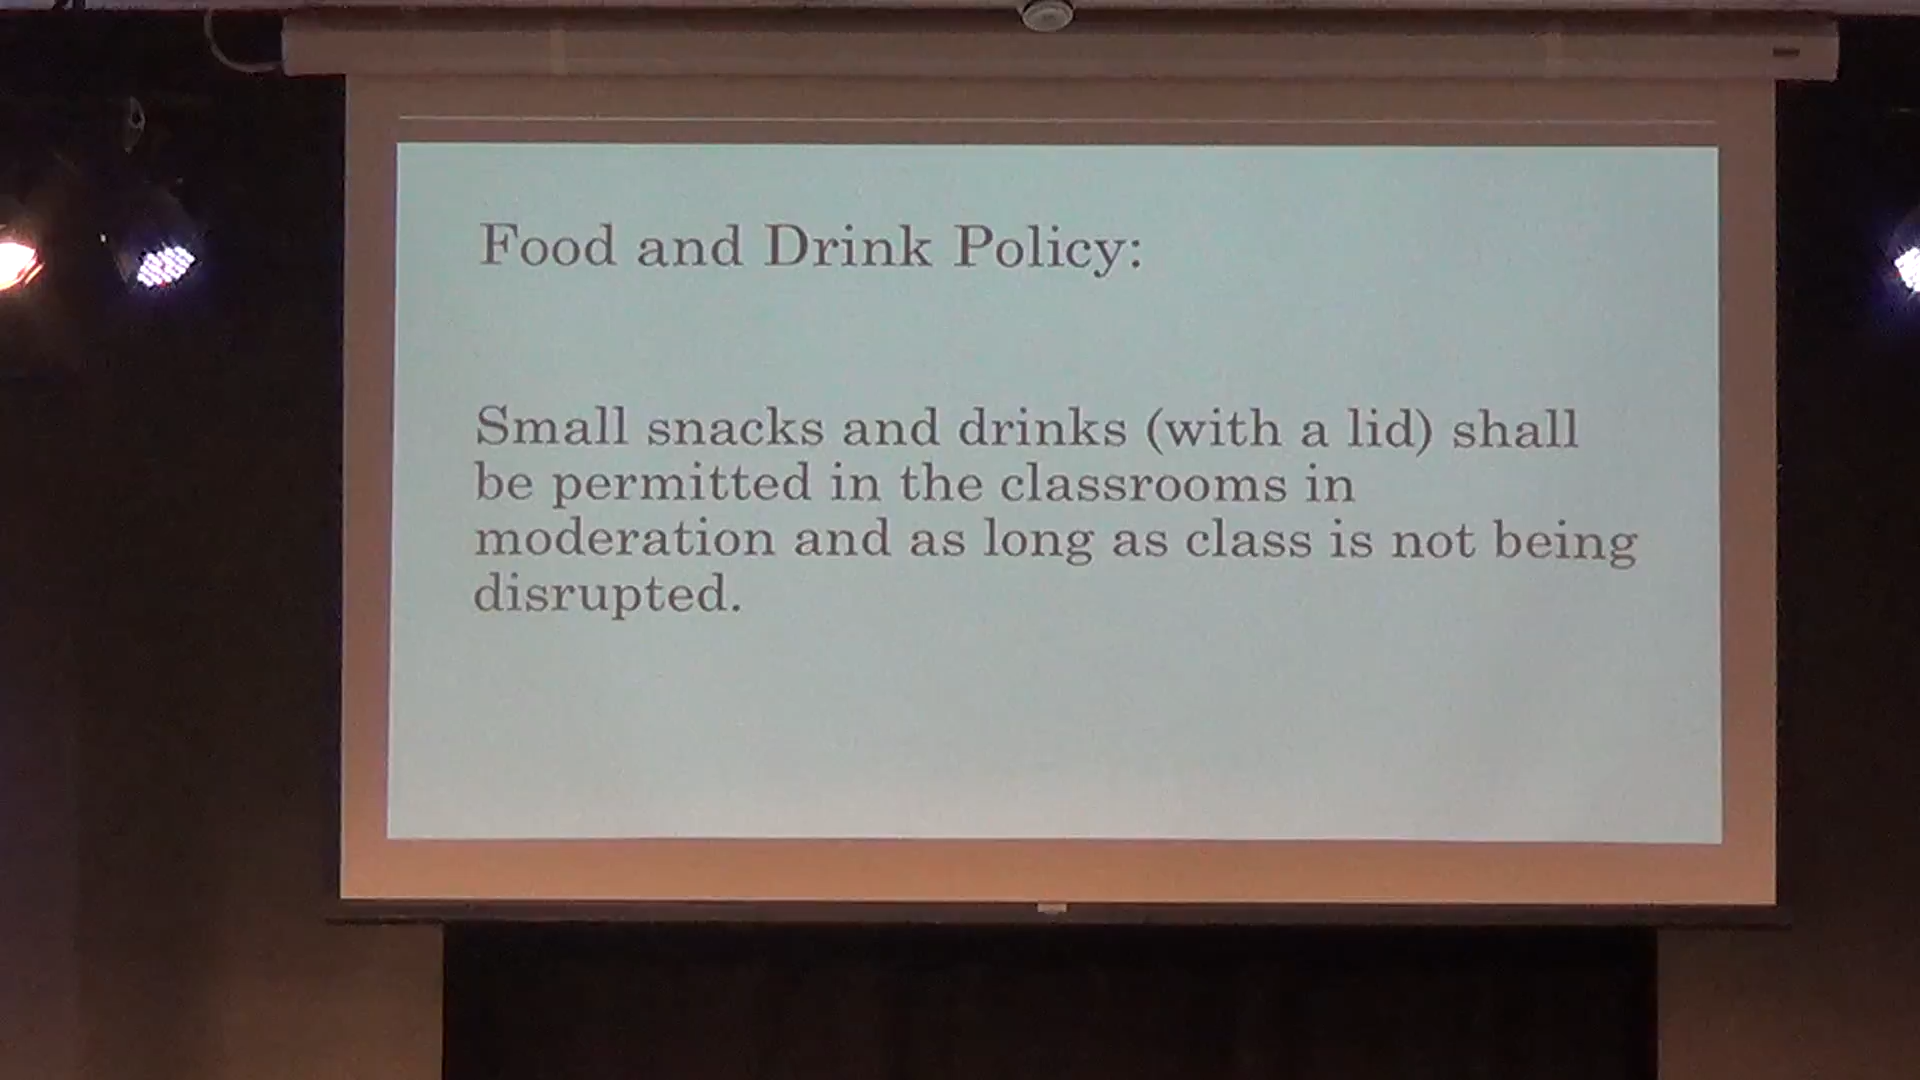 Food and Drink Policy:
Small snacks and drinks (with a lid) shall
be permitted in the classrooms in
moderation and as long as class is not being
disrupted.